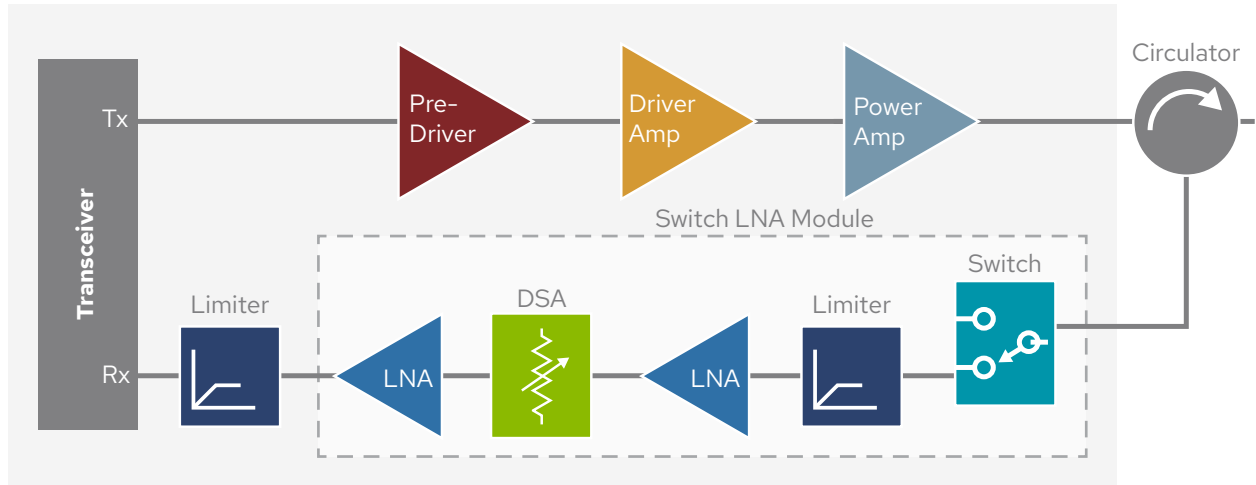 Circulator
Tx
Pre-
Driver
Driver
Amp
Power
Amp
Transceiver
Switch LNA Module
Switch
Limiter
DSA
Limiter
Rx
LNA
LNA